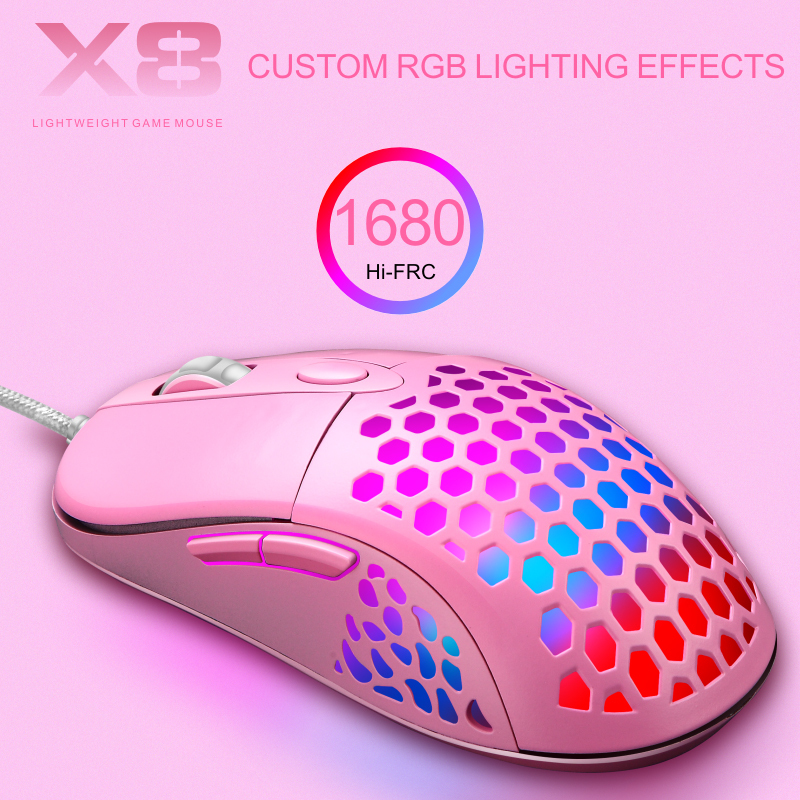 X8
LIGHTWEIGHT GAME MOUSE
CUSTOM RGB LIGHTING EFFECTS
1680
Hi-FRC